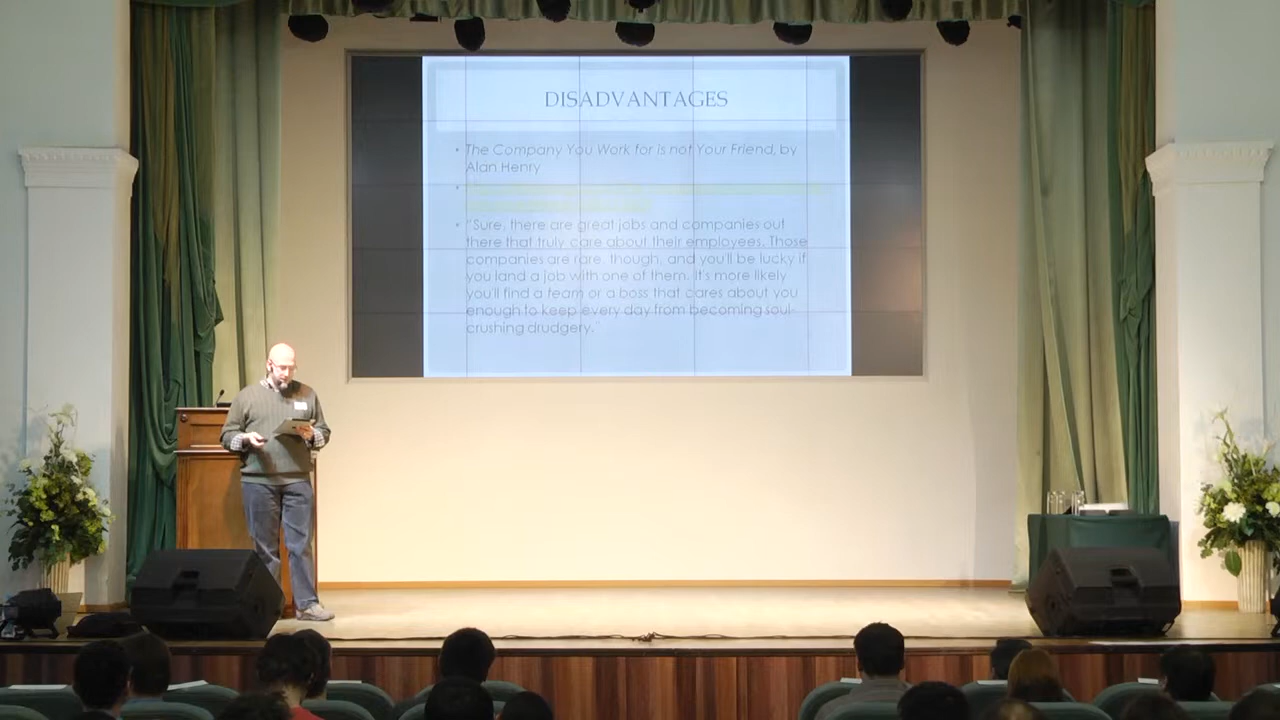 DISADVANTAGES
• The Company You Work for is not Your Friend, by
Alan Henry
• "Sure, there are great jobs and companies out
there that truly care about their employees. Those
companies are rare, though, and you'll be lucky if
you land a job with one of them. It's more likely
you'll find a team or a boss that cares about you
enough to keep every day from becoming soul-
crushing drudgery."